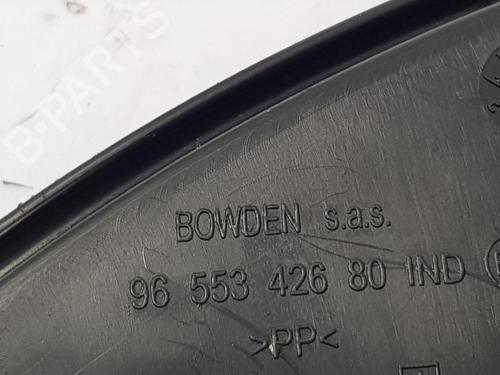 B-PARTS
BOWDEN s.a.s.
96 553 426 80 IND
>PP<